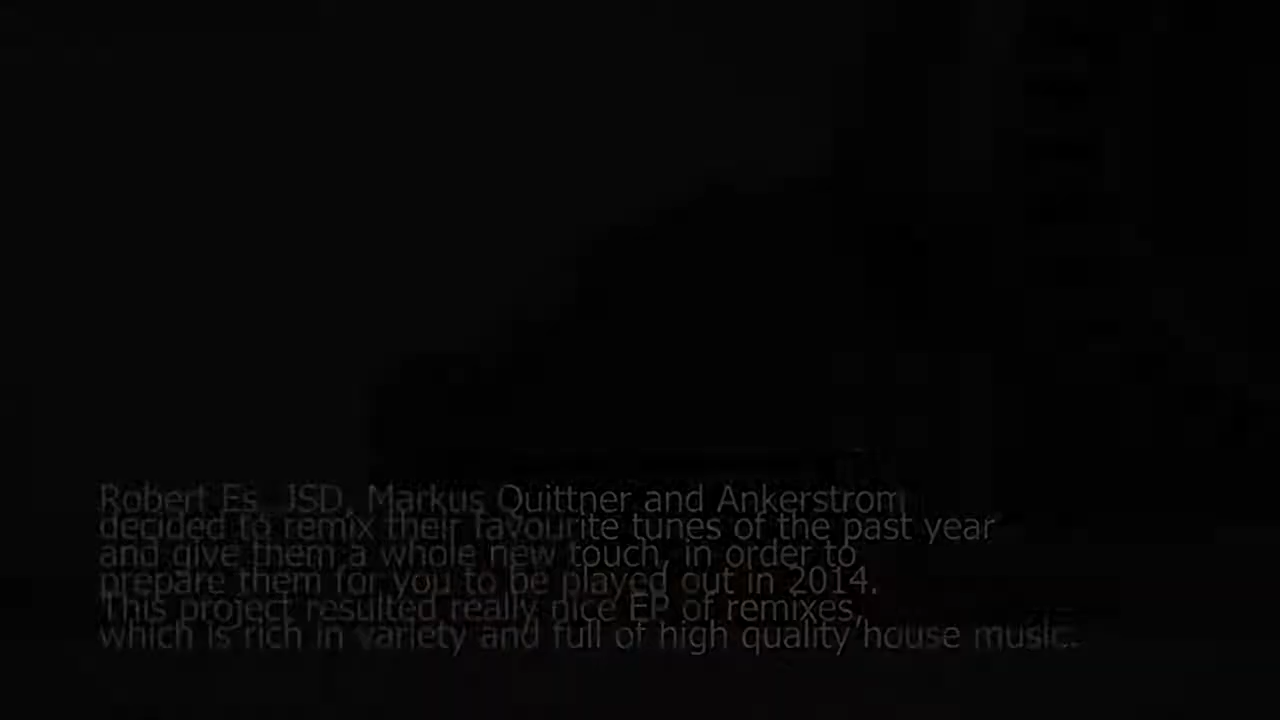 Robert Es, JSD, Markus Quittner and Ankerstrom
decided to remix their favourite tunes of the past year
and give them a whole new touch, in order to
prepare them for you to be played out in 2014.
This project resulted really nice EP of remixes,
which is rich in variety and full of high quality house music.